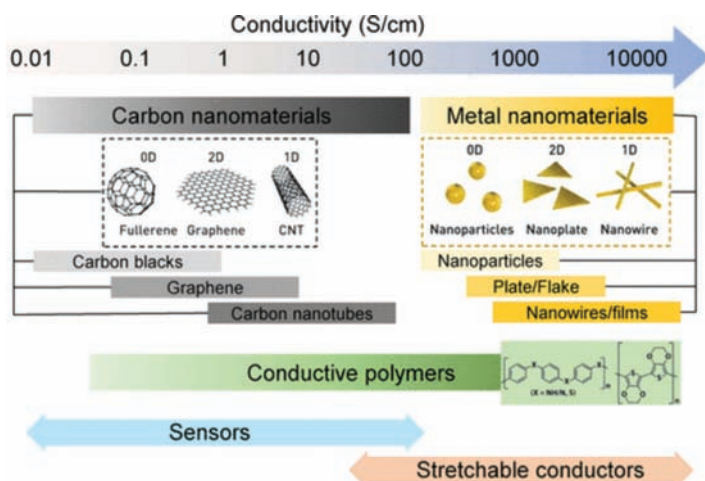 Conductivity (S/cm)
0.01 0.1 1 10 100 1000 10000
Carbon nanomaterials Metal nanomaterials
0D 2D 1D 0D 2D 1D
Fullerene Graphene CNT Nanoparticles Nanoplate Nanowire
Carbon blacks Nanoparticles
Graphene Plate/Flake
Carbon nanotubes Nanowires/films
Conductive polymers
(X = NH/N, S)
Sensors
Stretchable conductors